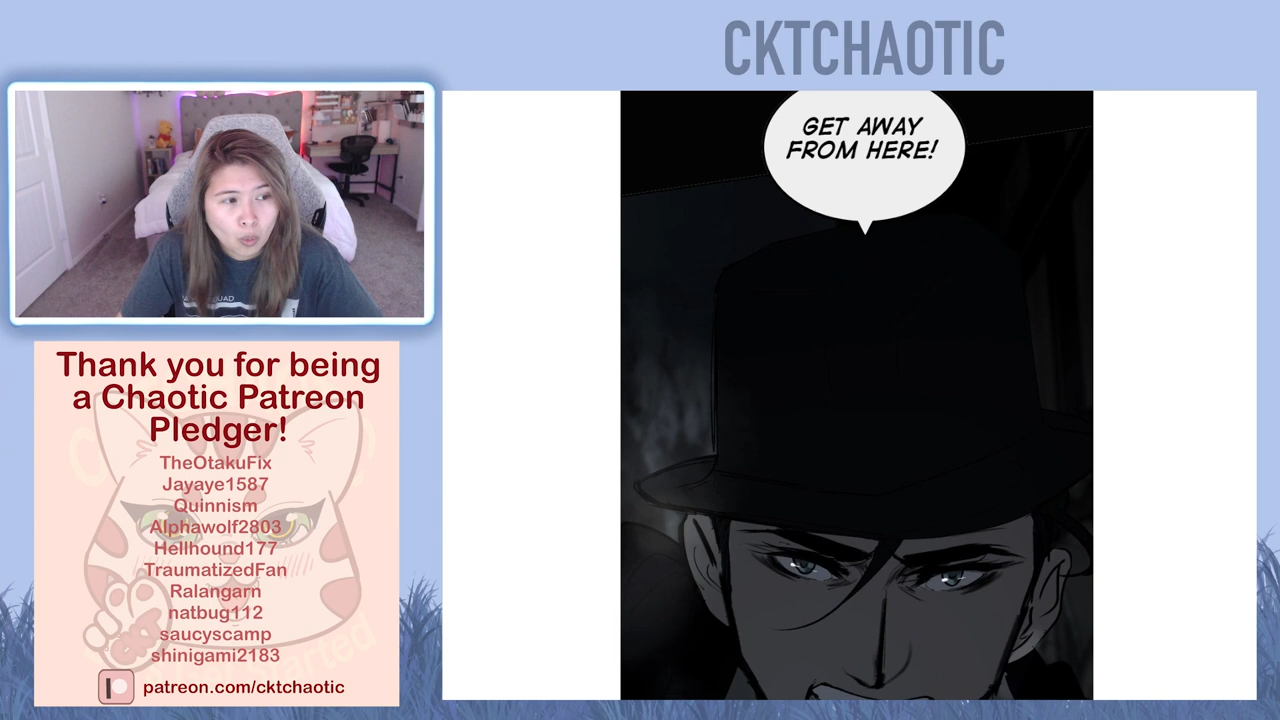 CKTCHAOTIC
GET AWAY
FROM HERE!
Thank you for being
a Chaotic Patreon
Pledger!
TheOtakuFix
Jayaye1587
Quinnism
Alphawolf2803
Hellhound177
TraumatizedFan
Ralangarn
natbug112
saucyscamp
shinigami2183
patreon.com/cktchaotic